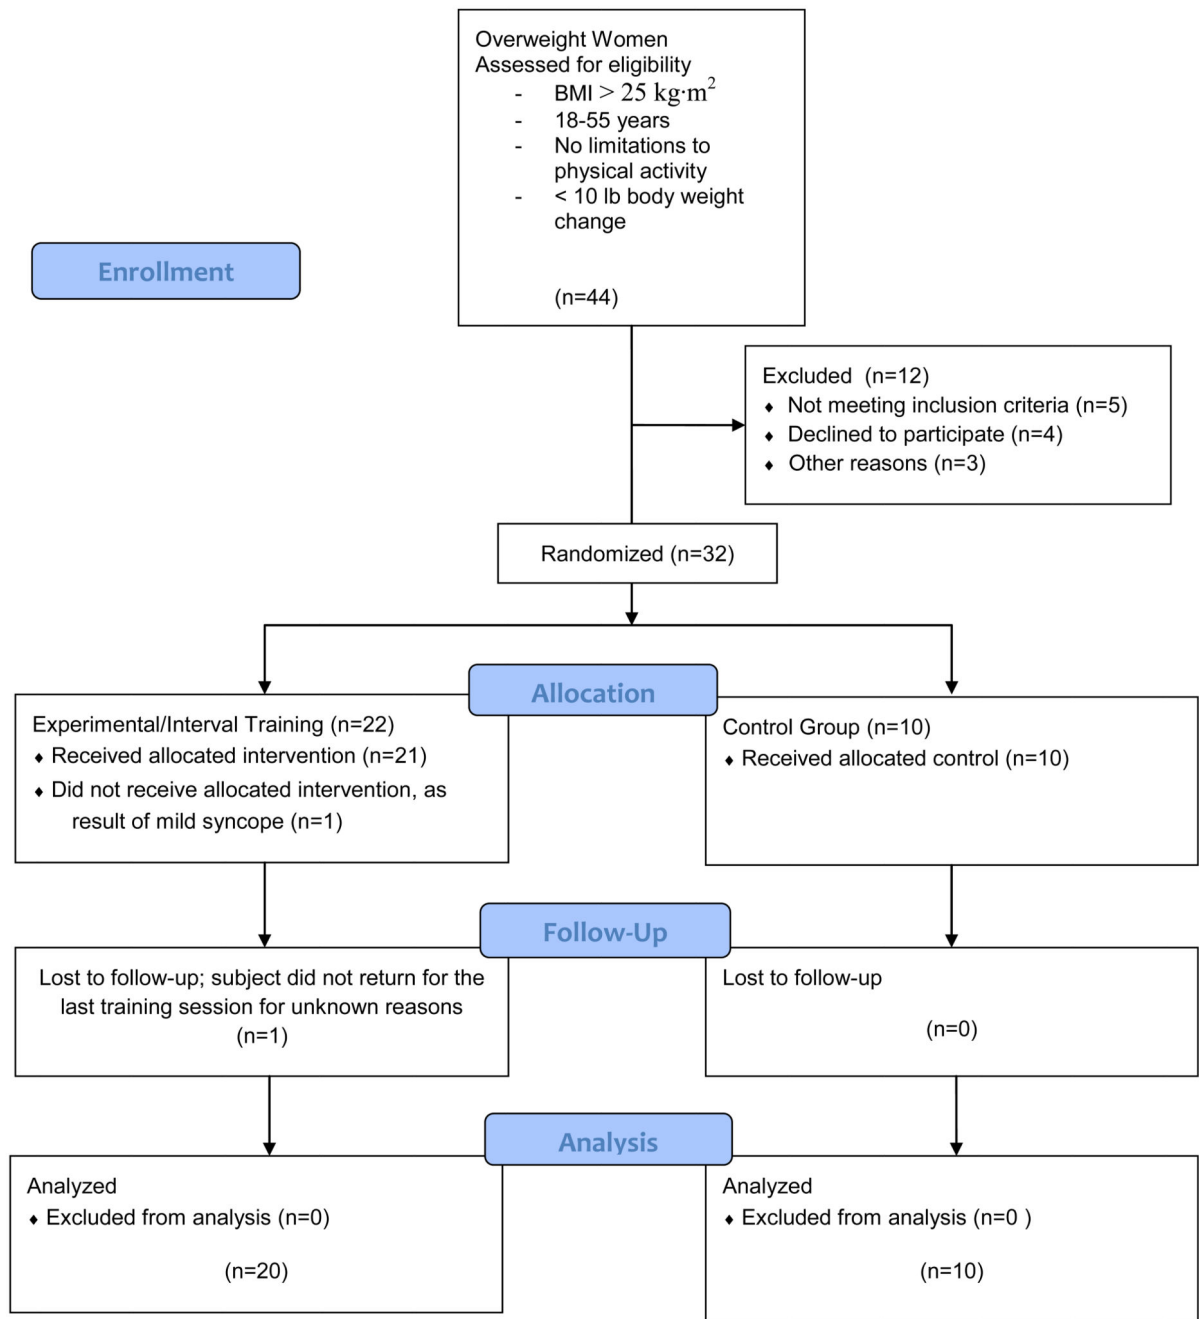 Overweight Women
Assessed for eligibility
- BMI > 25 kg·m²
- 18-55 years
- No limitations to
physical activity
- < 10 lb body weight
change
(n=44)
Enrollment
Excluded (n=12)
♦ Not meeting inclusion criteria (n=5)
♦ Declined to participate (n=4)
♦ Other reasons (n=3)
Randomized (n=32)
Allocation
Experimental/Interval Training (n=22)
♦ Received allocated intervention (n=21)
♦ Did not receive allocated intervention, as
result of mild syncope (n=1)
Control Group (n=10)
♦ Received allocated control (n=10)
Follow-Up
Lost to follow-up; subject did not return for the
last training session for unknown reasons
(n=1)
Lost to follow-up
(n=0)
Analysis
Analyzed
♦ Excluded from analysis (n=0)
(n=20)
Analyzed
♦ Excluded from analysis (n=0 )
(n=10)